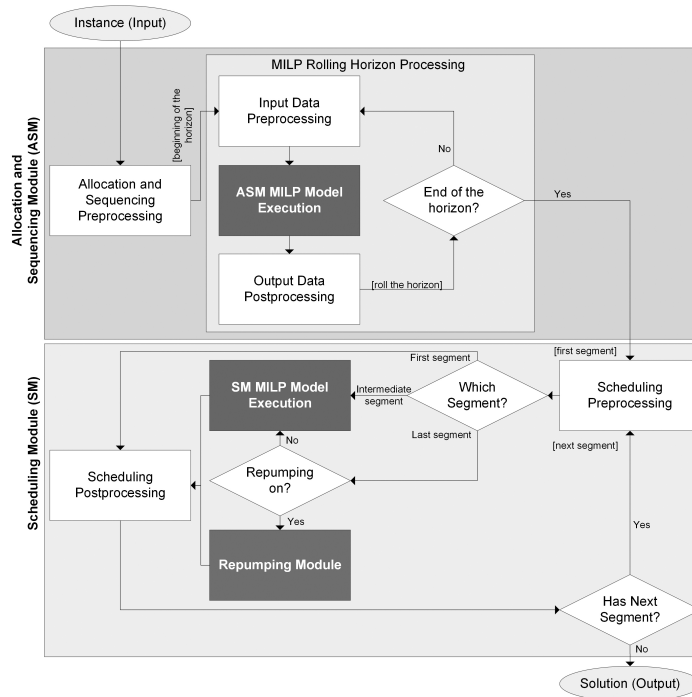 Instance (Input)
Allocation and
Sequencing Module (ASM)
MILP Rolling Horizon Processing
[beginning of the
horizon]
Input Data
Preprocessing
No
Allocation and
Sequencing
Preprocessing
ASM MILP Model
Execution
End of the
horizon?
Yes
Output Data
Postprocessing
[roll the horizon]
Scheduling Module (SM)
First segment
[first segment]
SM MILP Model
Execution
Intermediate
segment
Which
Segment?
Scheduling
Preprocessing
Last segment
[next segment]
No
Scheduling
Postprocessing
Repumping
on?
Yes
Yes
Repumping Module
Has Next
Segment?
No
Solution (Output)